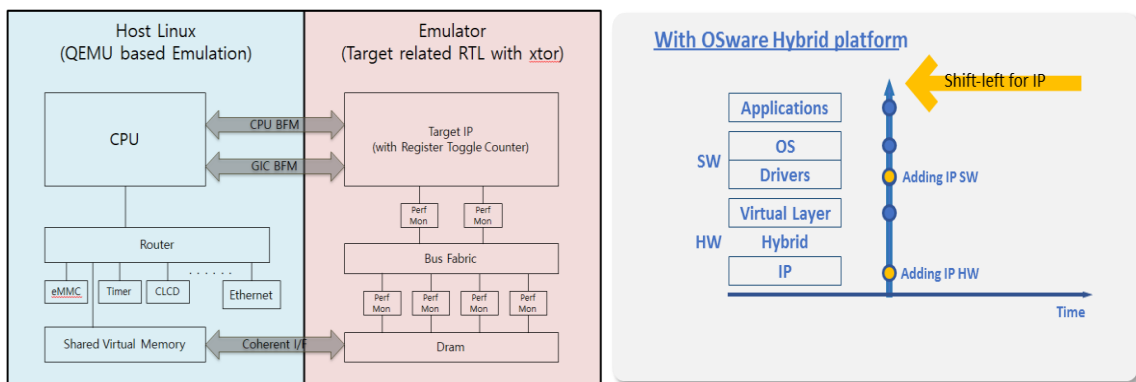 Host Linux
(QEMU based Emulation)
Emulator
(Target related RTL with xtor)
CPU
CPU BFM
GIC BFM
Target IP
(with Register Toggle Counter)
Perf
Mon
Perf
Mon
Router
Bus Fabric
eMMC
Timer
CLCD
. . . . . .
Ethernet
Perf
Mon
Perf
Mon
Perf
Mon
Perf
Mon
Shared Virtual Memory
Coherent I/F
Dram
With OSware Hybrid platform
Shift-left for IP
Applications
SW
OS
Drivers
Adding IP SW
Virtual Layer
HW
Hybrid
IP
Adding IP HW
Time